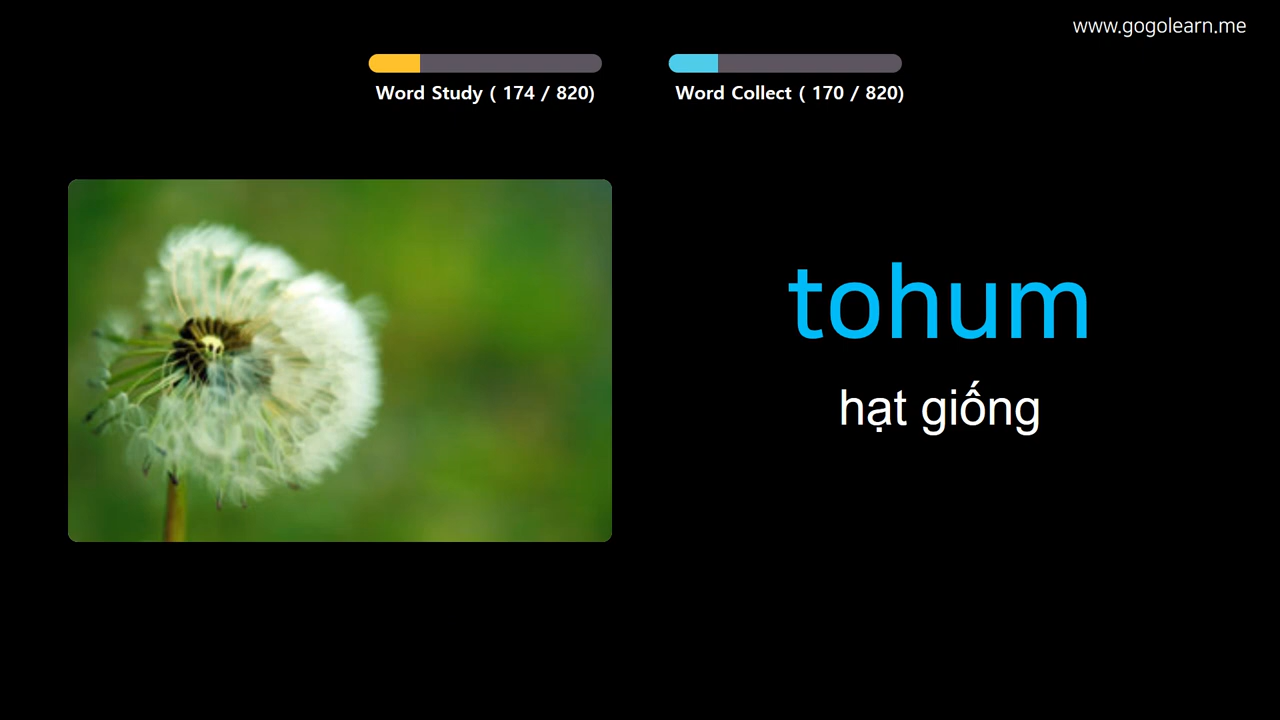 www.gogolearn.me
Word Study ( 174 / 820)
Word Collect ( 170 / 820)
tohum
hạt giống